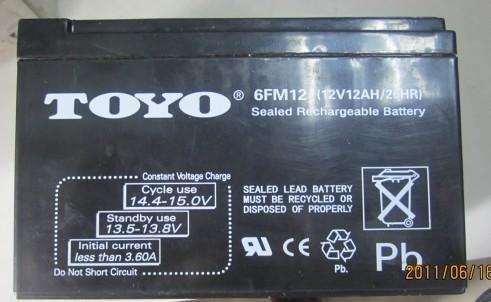 TOYO®
6FM12 (12V12AH/20HR)
Sealed Rechargeable Battery
Constant Voltage Charge
Cycle use
14.4-15.0V
Standby use
13.5-13.8V
Initial current
less than 3.60A
Do Not Short Circuit
SEALED LEAD BATTERY
MUST BE RECYCLED OR
DISPOSED OF PROPERLY
CE
Pb.
Pb
2011/06/16